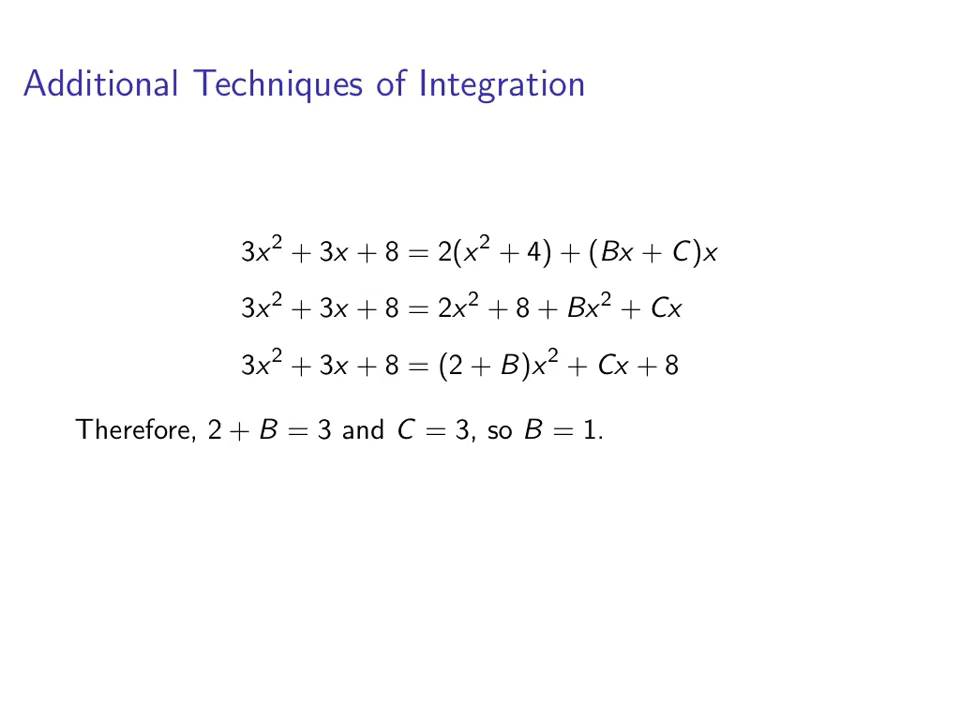 Additional Techniques of Integration
3x² + 3x + 8 = 2(x² + 4) + (Bx + C)x
3x² + 3x + 8 = 2x² + 8 + Bx² + Cx
3x² + 3x + 8 = (2 + B)x² + Cx + 8
Therefore, 2 + B = 3 and C = 3, so B = 1.